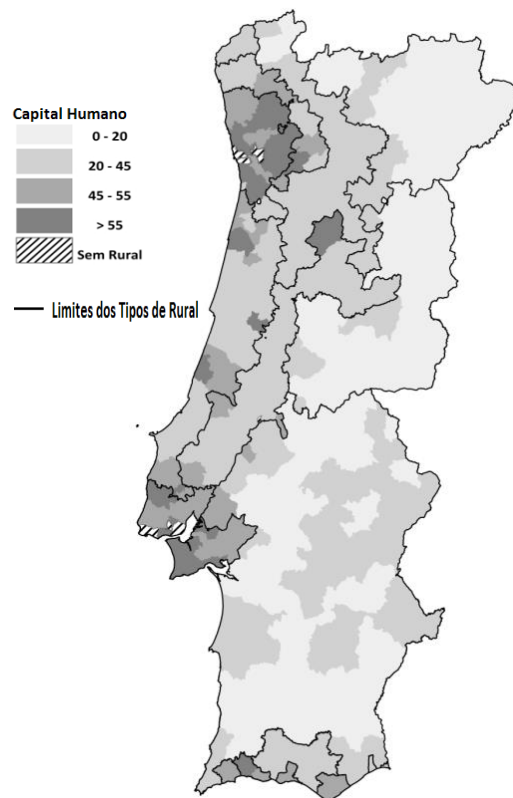 Capital Humano
0 - 20
20 - 45
45 - 55
> 55
Sem Rural
Limites dos Tipos de Rural